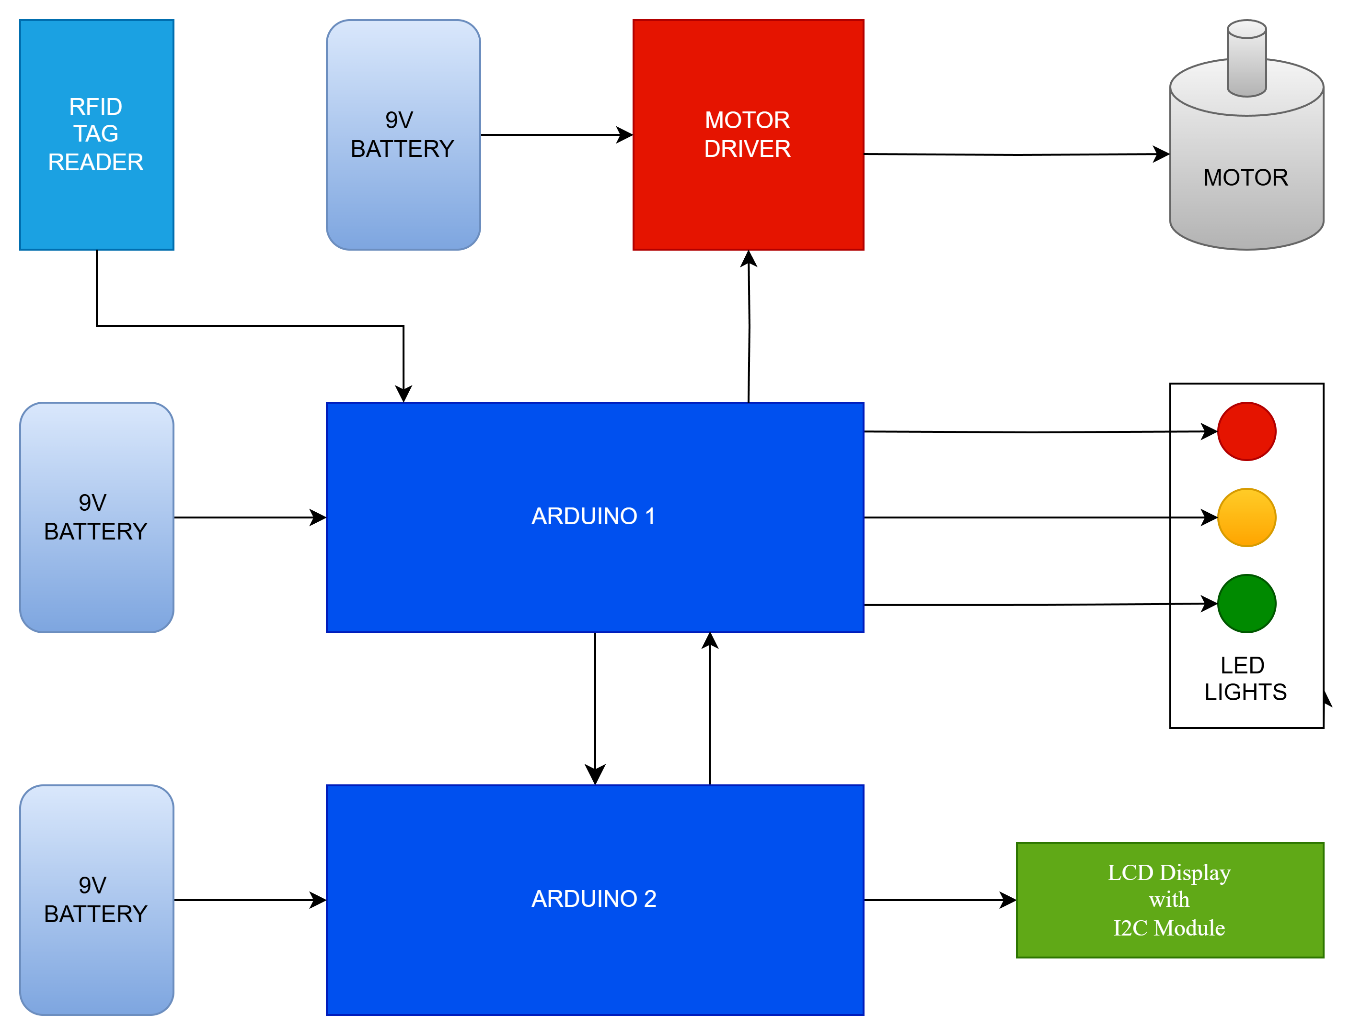 RFID
TAG
READER
9V
BATTERY
MOTOR
DRIVER
MOTOR
9V
BATTERY
ARDUINO 1
LED
LIGHTS
9V
BATTERY
ARDUINO 2
LCD Display
with
I2C Module